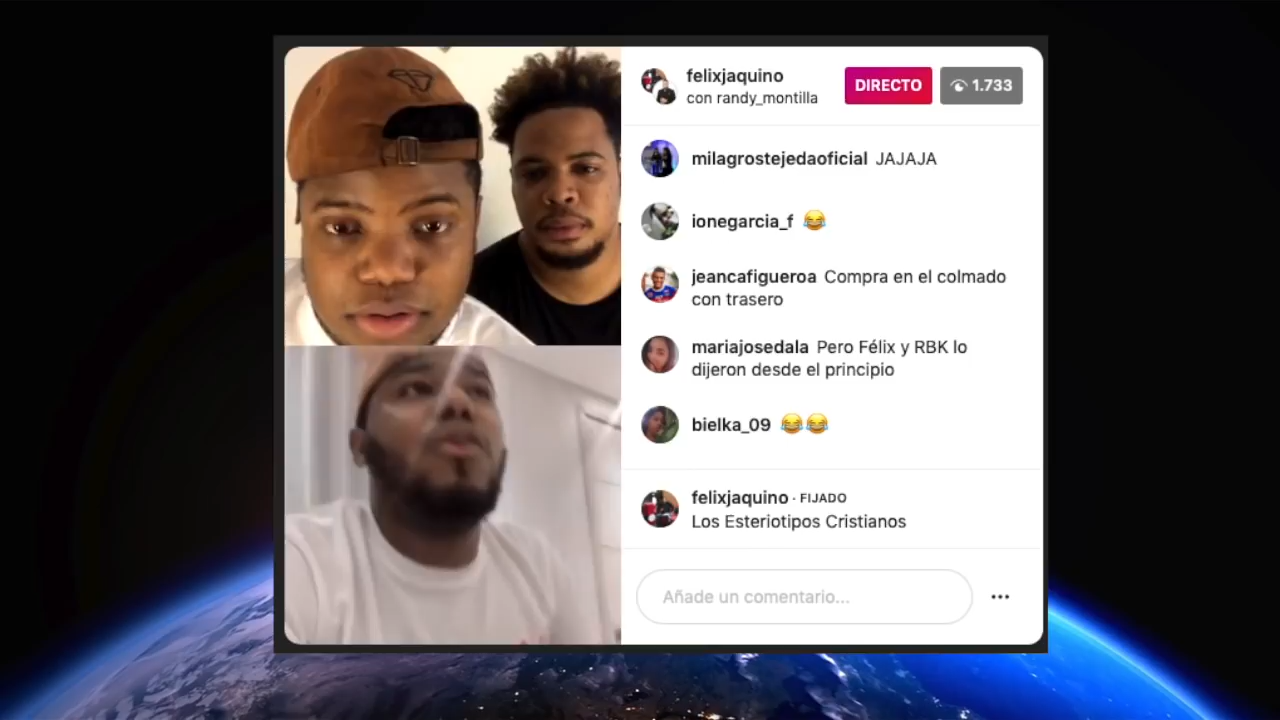 felixjaquino
con randy_montilla
DIRECTO
1.733
milagrostejedaoficial JAJAJA
ionegarcia_f 😂
jeancafigueroa Compra en el colmado
con trasero
mariajosedala Pero Félix y RBK lo
dijeron desde el principio
bielka_09 😂😂
felixjaquino · FIJADO
Los Esteriotipos Cristianos
Añade un comentario...